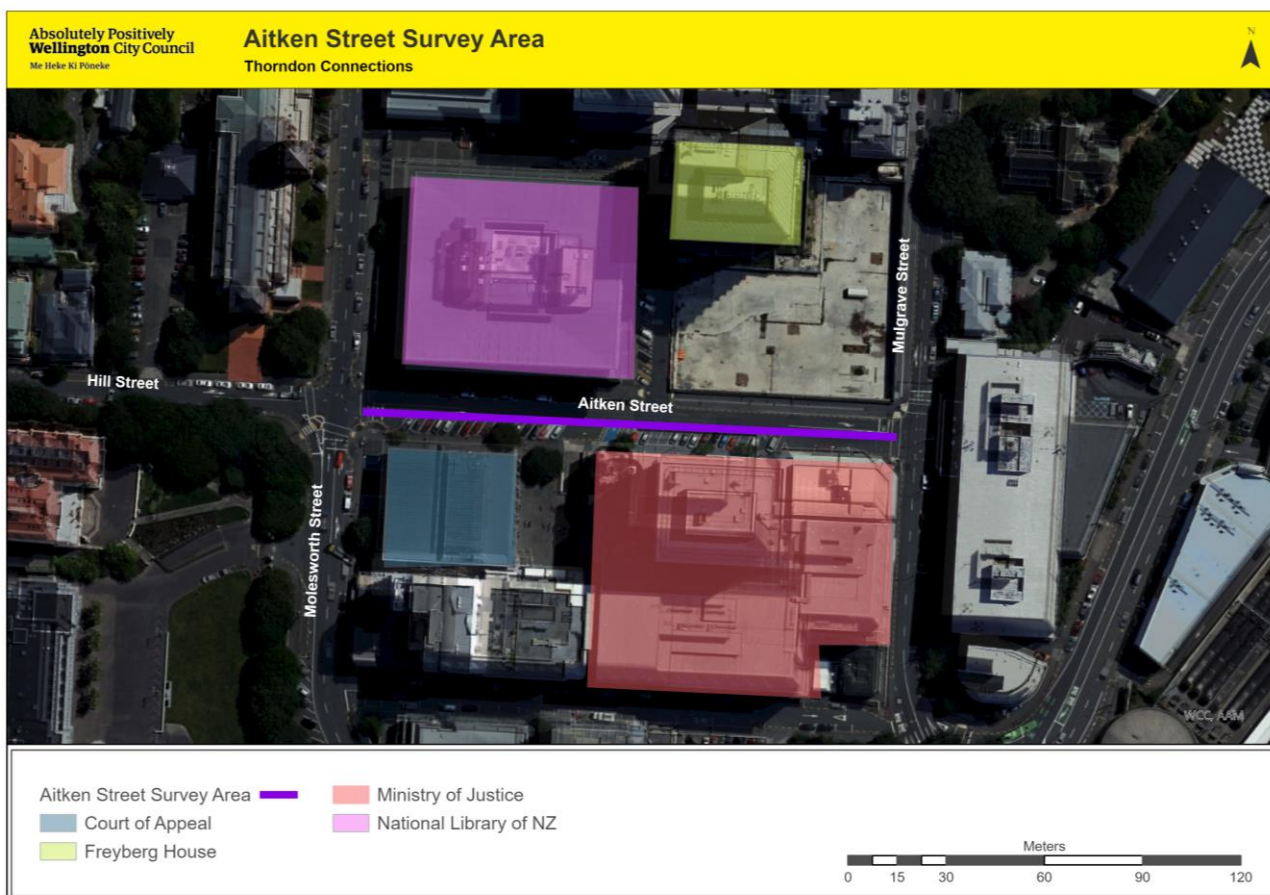 Absolutely Positively
Wellington City Council
Me Heke Ki Pōneke
Aitken Street Survey Area
Thorndon Connections
N
Mulgrave Street
Hill Street
Aitken Street
Molesworth Street
WCC, AAM
Aitken Street Survey Area
Court of Appeal
Freyberg House
Ministry of Justice
National Library of NZ
Meters
0 15 30 60 90 120